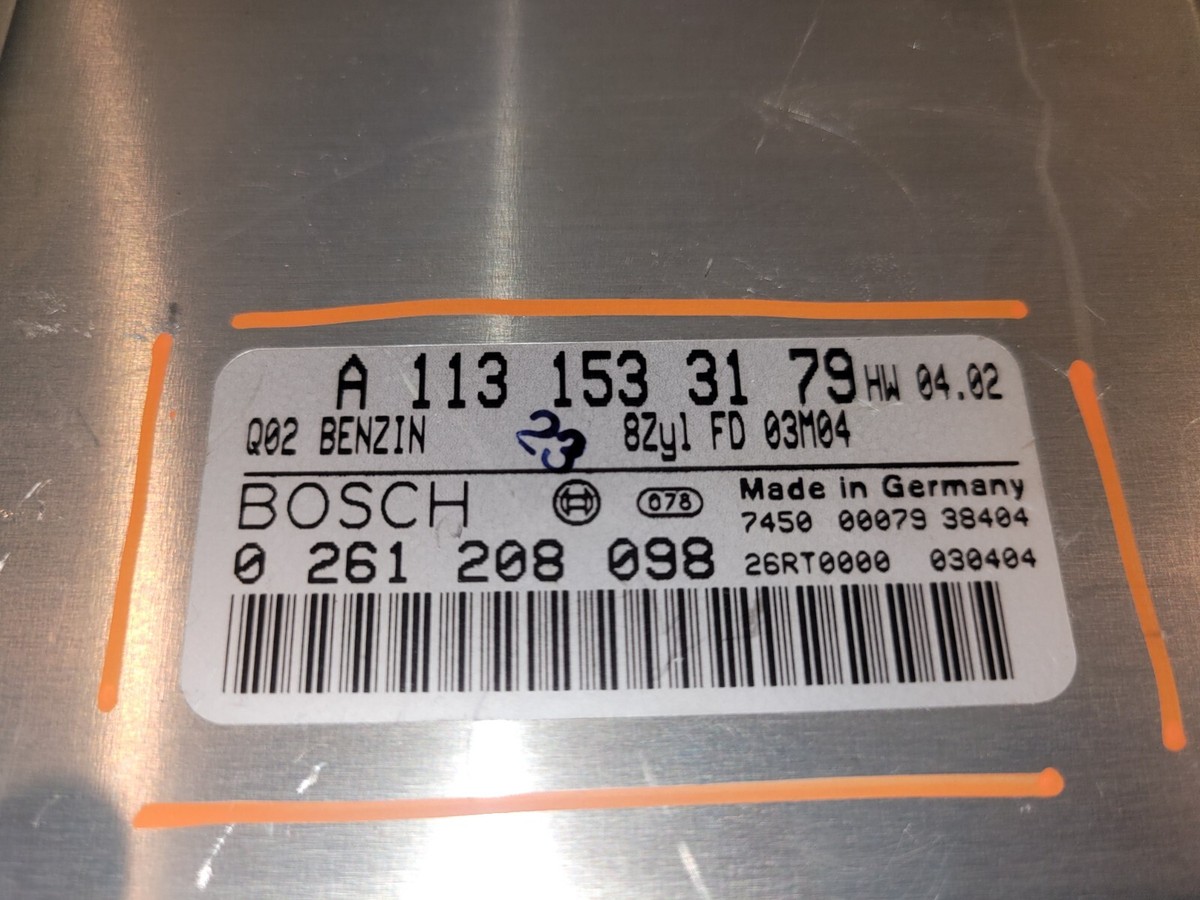 A 113 153 31 79 HW 04.02
Q02 BENZIN 23 8Zyl FD 03M04
BOSCH 078 Made in Germany
7450 00079 38404
0 261 208 098 26RT0000 030404